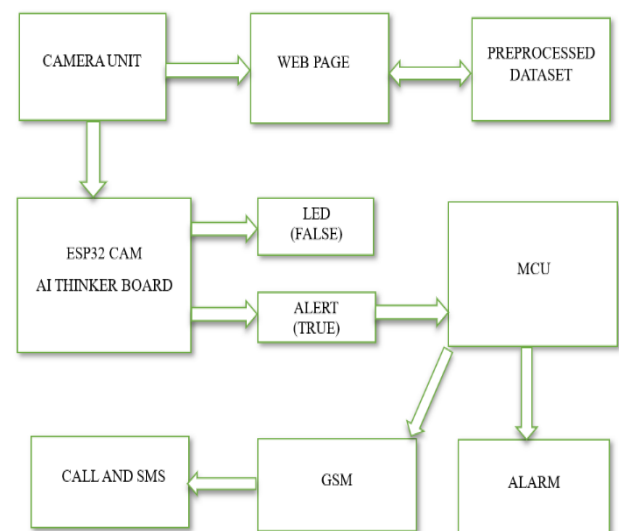 CAMERA UNIT
WEB PAGE
PREPROCESSED
DATASET
ESP32 CAM
AI THINKER BOARD
LED
(FALSE)
ALERT
(TRUE)
MCU
CALL AND SMS
GSM
ALARM